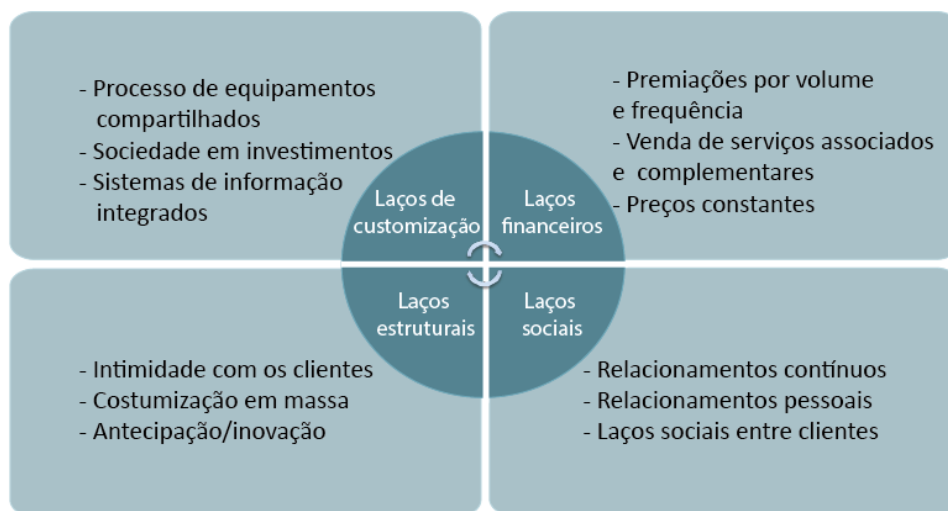 - Processo de equipamentos
compartilhados
- Sociedade em investimentos
- Sistemas de informação
integrados
- Premiações por volume
e frequência
- Venda de serviços associados
e complementares
- Preços constantes
Laços de
customização
Laços
financeiros
Laços
estruturais
Laços
sociais
- Intimidade com os clientes
- Costumização em massa
- Antecipação/inovação
- Relacionamentos contínuos
- Relacionamentos pessoais
- Laços sociais entre clientes